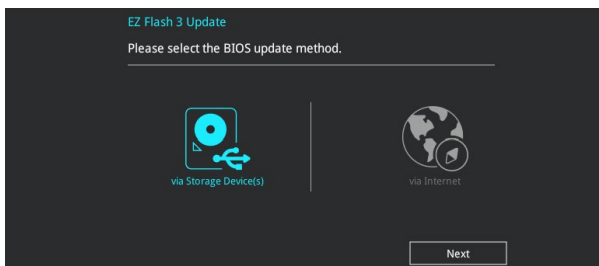 EZ Flash 3 Update
Please select the BIOS update method.
via Storage Device(s)
via Internet
Next